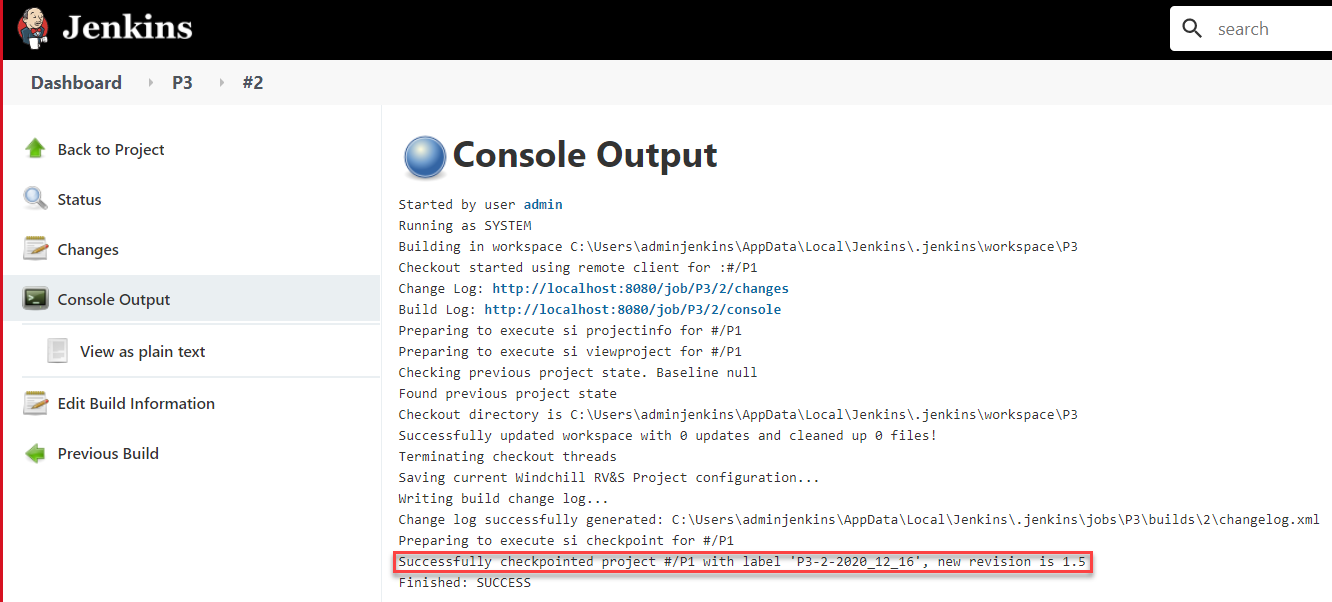 Jenkins
search
Dashboard
P3
#2
Back to Project
Status
Changes
Console Output
View as plain text
Edit Build Information
Previous Build
Console Output
Started by user admin
Running as SYSTEM
Building in workspace C:\Users\adminjenkins\AppData\Local\Jenkins\.jenkins\workspace\P3
Checkout started using remote client for :#/P1
Change Log: http://localhost:8080/job/P3/2/changes
Build Log: http://localhost:8080/job/P3/2/console
Preparing to execute si projectinfo for #/P1
Preparing to execute si viewproject for #/P1
Checking previous project state. Baseline null
Found previous project state
Checkout directory is C:\Users\adminjenkins\AppData\Local\Jenkins\.jenkins\workspace\P3
Successfully updated workspace with 0 updates and cleaned up 0 files!
Terminating checkout threads
Saving current Windchill RV&S Project configuration...
Writing build change log...
Change log successfully generated: C:\Users\adminjenkins\AppData\Local\Jenkins\.jenkins\jobs\P3\builds\2\changelog.xml
Preparing to execute si checkpoint for #/P1
Successfully checkpointed project #/P1 with label 'P3-2-2020_12_16', new revision is 1.5
Finished: SUCCESS